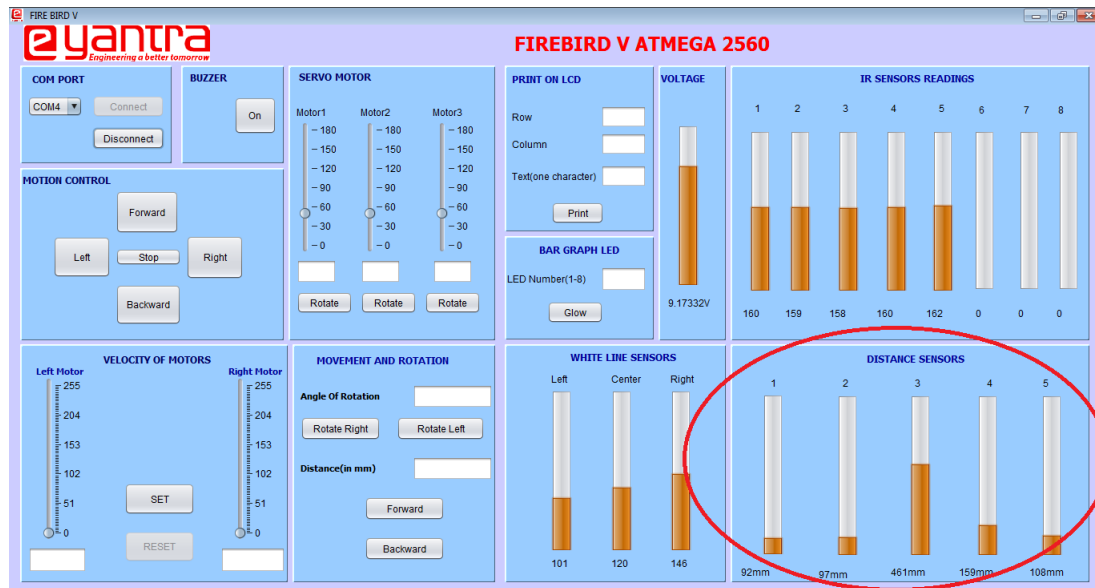 FIRE BIRD V
eyantra
Engineering a better tomorrow
FIREBIRD V ATMEGA 2560
COM PORT
COM4
Connect
Disconnect
BUZZER
On
MOTION CONTROL
Forward
Left
Stop
Right
Backward
SERVO MOTOR
Motor1 Motor2 Motor3
180 180 180
150 150 150
120 120 120
90 90 90
60 60 60
30 30 30
0 0 0
Rotate Rotate Rotate
PRINT ON LCD
Row
Column
Text(one character)
Print
BAR GRAPH LED
LED Number(1-8)
Glow
VOLTAGE
9.17332V
IR SENSORS READINGS
1 2 3 4 5 6 7 8
160 159 158 160 162 0 0 0
VELOCITY OF MOTORS
Left Motor Right Motor
255 255
204 204
153 153
102 102
51 51
0 0
SET
RESET
MOVEMENT AND ROTATION
Angle Of Rotation
Rotate Right Rotate Left
Distance(in mm)
Forward
Backward
WHITE LINE SENSORS
Left Center Right
101 120 146
DISTANCE SENSORS
1 2 3 4 5
92mm 97mm 461mm 159mm 108mm